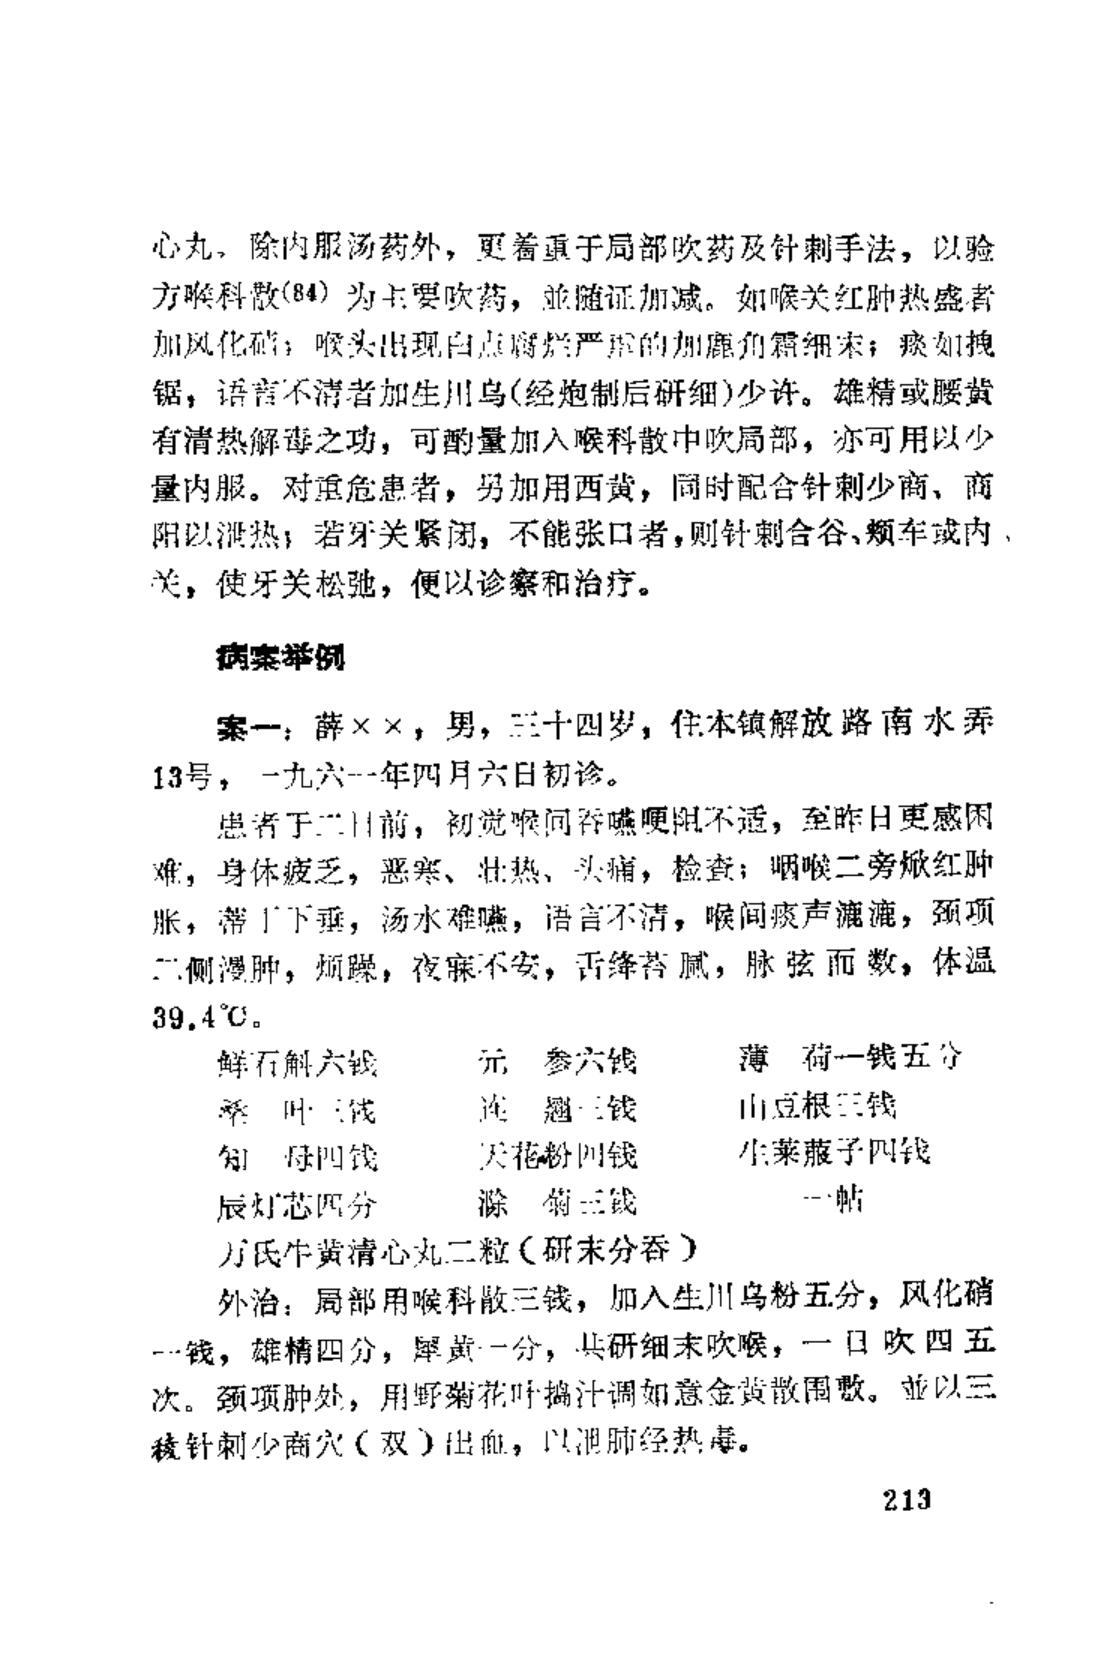 心丸。除内服汤药外，更着重于局部吹药及针刺手法，以验
方喉科散(84) 为主要吹药，並随证加减。如喉关红肿热盛者
加风化硝；喉头出现白点腐烂严重的加鹿角霜细末；痰如拽
锯，语言不清者加生川乌(经炮制后研细)少许。雄精或腰黄
有清热解毒之功，可酌量加入喉科散中吹局部，亦可用以少
量内服。对重危患者，另加用西黄，同时配合针刺少商、商
阳以泄热；若牙关紧闭，不能张口者，则针刺合谷、颊车或内
关，使牙关松弛，便以诊察和治疗。
病案举例
案一：薛××，男，三十四岁，住本镇解放路南水弄
13号，一九六一年四月六日初诊。
患者于二日前，初觉喉间吞嚥哽阻不适，至昨日更感困
难，身体疲乏，恶寒、壮热、头痛，检查：咽喉二旁焮红肿
胀，蒂丁下垂，汤水难嚥，语言不清，喉间痰声漉漉，颈项
二侧漫肿，烦躁，夜寐不安，舌绛苔腻，脉弦而数，体温
39.4℃。
鲜石斛六钱 元 参六钱 薄 荷一钱五分
桑 叶三钱 连 翘三钱 山豆根三钱
知 母四钱 天花粉四钱 生莱菔子四钱
辰灯芯四分 滁 菊三钱 一帖
万氏牛黄清心丸二粒（研末分吞）
外治：局部用喉科散三钱，加入生川乌粉五分，风化硝
一钱，雄精四分，犀黄一分，共研细末吹喉，一日吹四五
次。颈项肿处，用野菊花叶捣汁调如意金黄散围敷。並以三
稜针刺少商穴（双）出血，以泄肺经热毒。
213